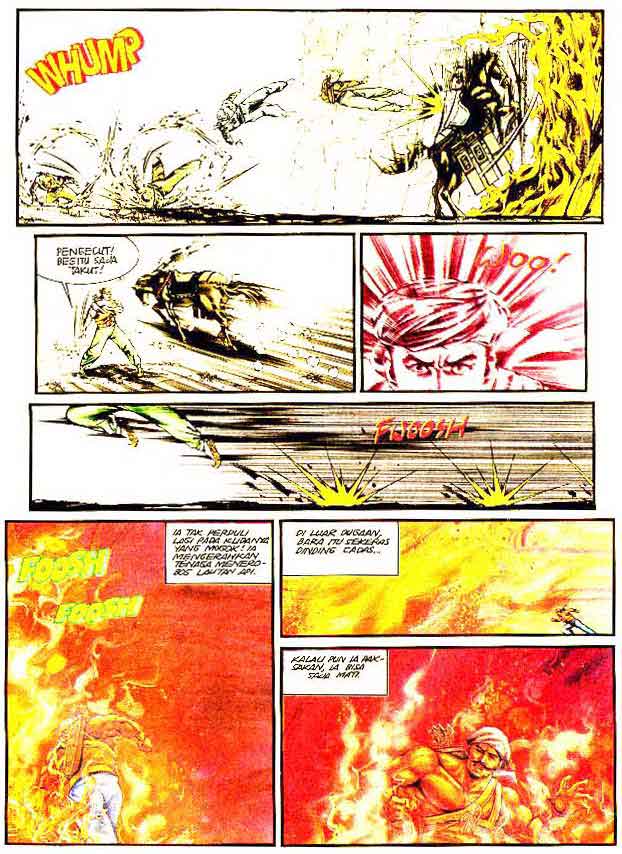 WHUMP
PENGECUT!
BEGITU SAJA
TAKUT!
WOO!
FWOOSH
FOOSH
FOOSH
IA TAK PERDULI
LAGI PADA KUDANYA
YANG MOGOK! IA
MENGERAHKAN
TENAGA MENERO-
BOS LAUTAN API.
DI LUAR DUGAAN,
BARA ITU SEKERAS
DINDING CADAS...
KALAU PUN IA PAK-
SAKAN, IA BISA
SAJA MATI.